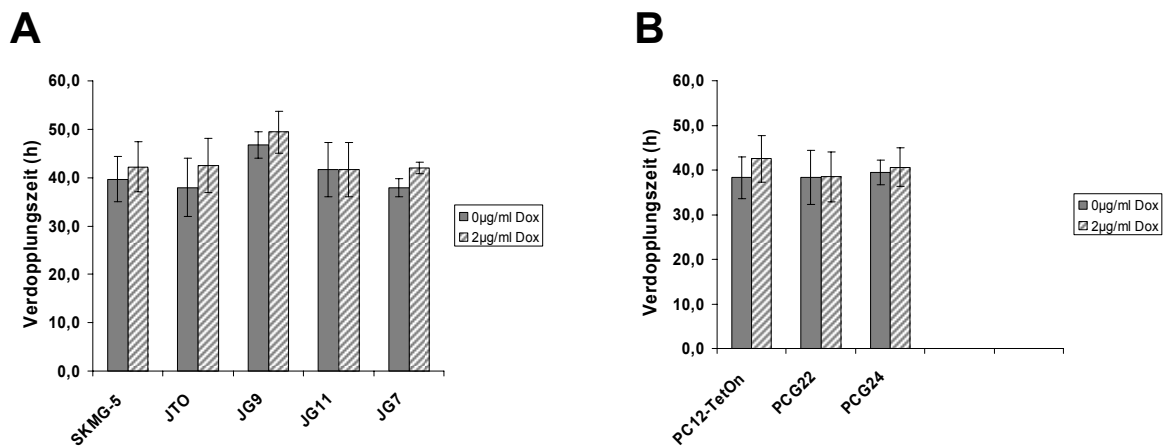 A
Verdopplungszeit (h)
60,0
50,0
40,0
30,0
20,0
10,0
0,0
SKMG-5
JTO
JG9
JG11
JG7
0µg/ml Dox
2µg/ml Dox
B
Verdopplungszeit (h)
60,0
50,0
40,0
30,0
20,0
10,0
0,0
PC12-TetOn
PCG22
PCG24
0µg/ml Dox
2µg/ml Dox